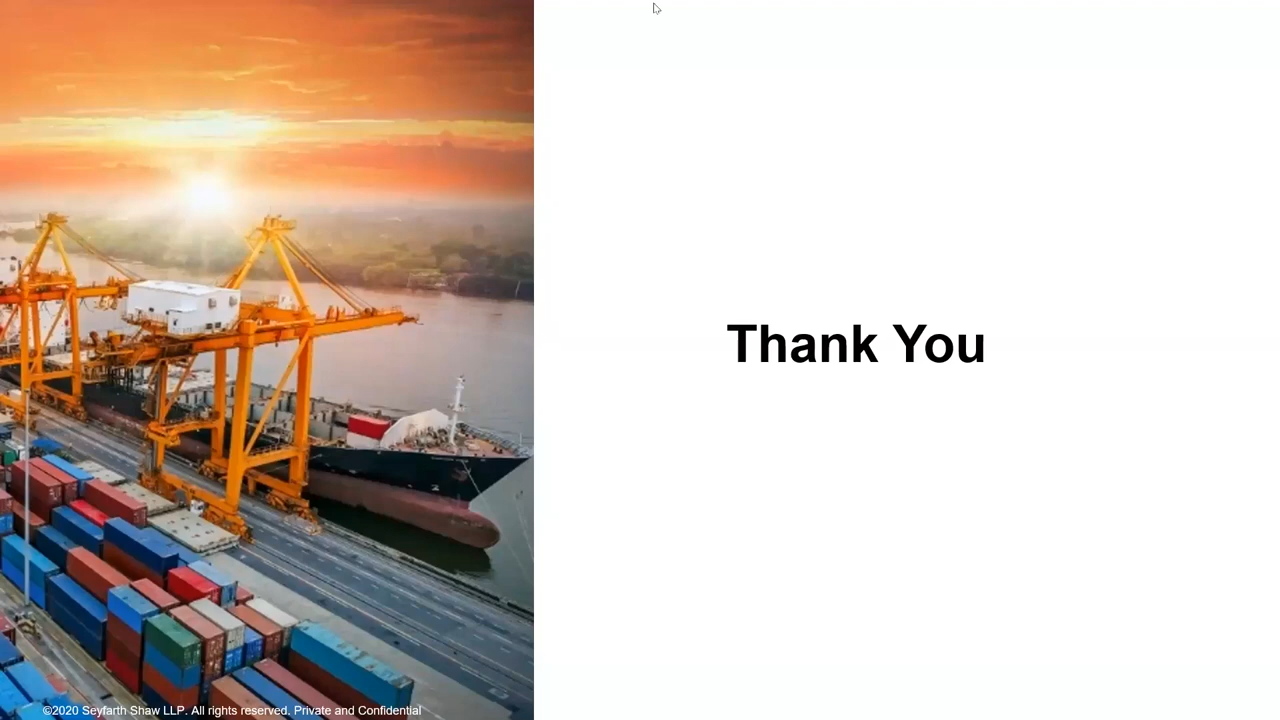 Thank You
©2020 Seyfarth Shaw LLP. All rights reserved. Private and Confidential